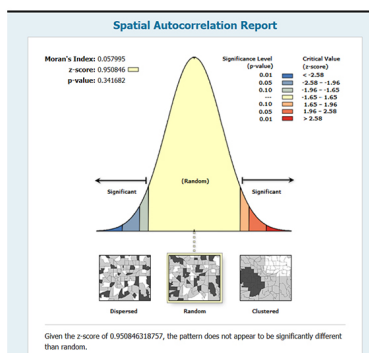 Spatial Autocorrelation Report
Moran's Index: 0.057995
z-score: 0.950846
p-value: 0.341682
Significance Level (p-value)
Critical Value (z-score)
0.01 < -2.58
0.05 -2.58 - -1.96
0.10 -1.96 - -1.65
--- -1.65 - 1.65
0.10 1.65 - 1.96
0.05 1.96 - 2.58
0.01 > 2.58
Significant
(Random)
Significant
Dispersed
Random
Clustered
Given the z-score of 0.950846318757, the pattern does not appear to be significantly different
than random.